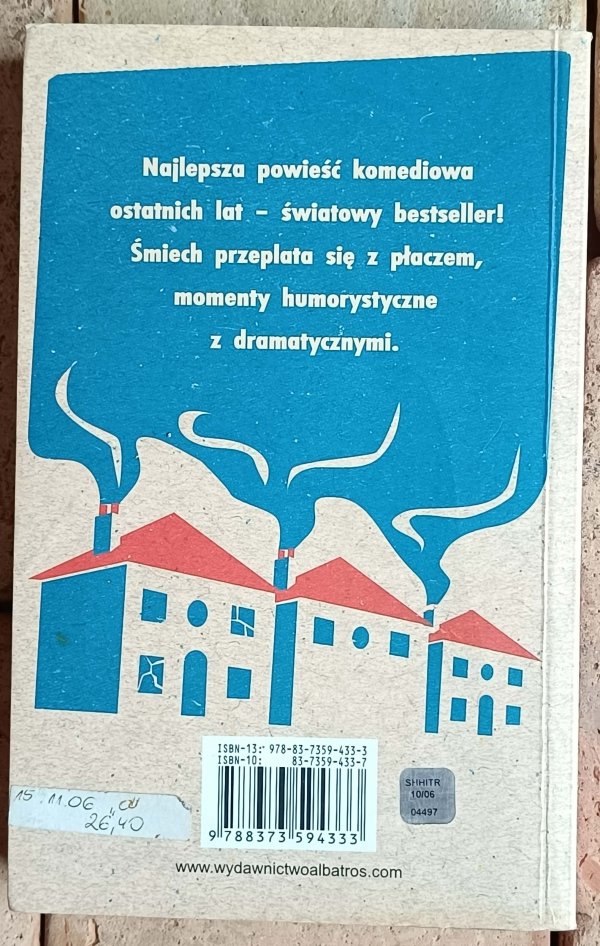 Najlepsza powieść komediowa
ostatnich lat – światowy bestseller!
Śmiech przeplata się z płaczem,
momenty humorystyczne
z dramatycznymi.
ISBN-13: 978-83-7359-433-3
ISBN-10: 83-7359-433-7
9 788373 594333
SHHITR
10/06
04497
15.11.06
26,40
www.wydawnictwoalbatros.com